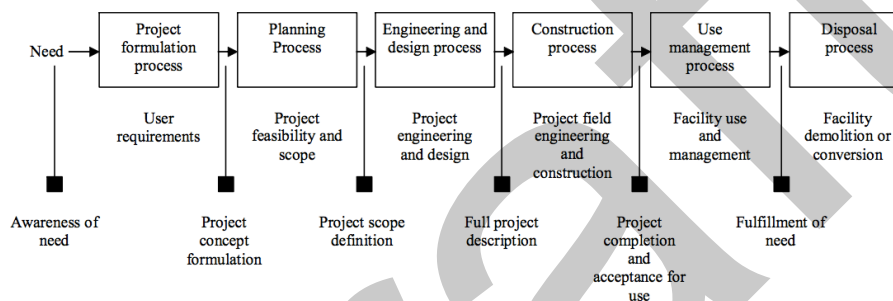 Need
Project
formulation
process
Planning
Process
Engineering and
design process
Construction
process
Use
management
process
Disposal
process
User
requirements
Project
feasibility and
scope
Project
engineering
and design
Project field
engineering
and
construction
Facility use
and
management
Facility
demolition or
conversion
Awareness of
need
Project
concept
formulation
Project scope
definition
Full project
description
Project
completion
and
acceptance for
use
Fulfillment of
need